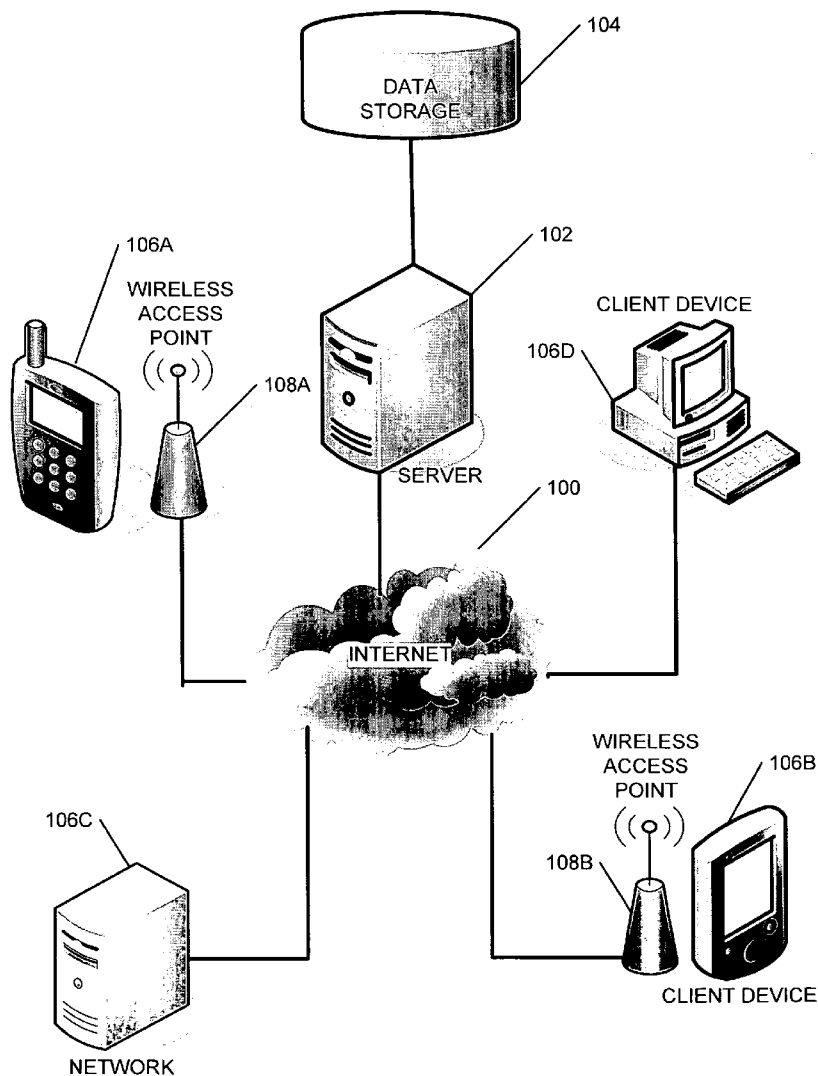 104
DATA
STORAGE
102
106A
WIRELESS
ACCESS
POINT
CLIENT DEVICE
108A
106D
SERVER
100
INTERNET
WIRELESS
ACCESS
POINT
106B
106C
108B
CLIENT DEVICE
NETWORK